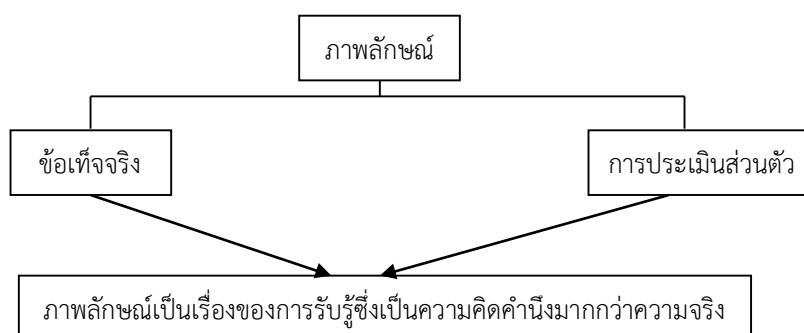 ภาพลักษณ์
ข้อเท็จจริง
การประเมินส่วนตัว
ภาพลักษณ์เป็นเรื่องของการรับรู้ซึ่งเป็นความคิดคำนึงมากกว่าความจริง